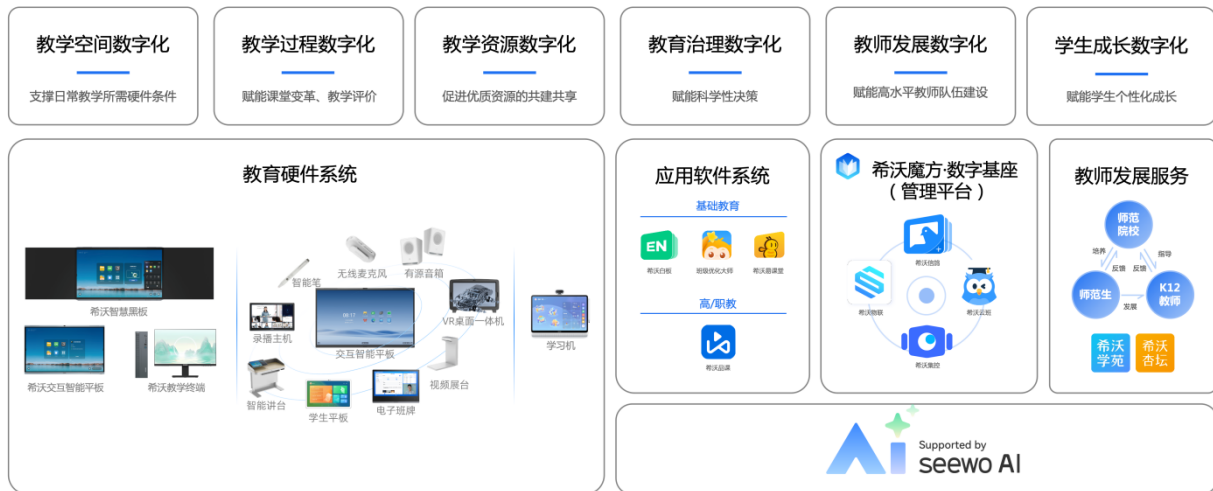 教学空间数字化
支撑日常教学所需硬件条件
教学过程数字化
赋能课堂变革、教学评价
教学资源数字化
促进优质资源的共建共享
教育治理数字化
赋能科学性决策
教师发展数字化
赋能高水平教师队伍建设
学生成长数字化
赋能学生个性化成长
教育硬件系统
希沃智慧黑板
希沃交互智能平板
希沃教学终端
智能笔
无线麦克风
有源音箱
录播主机
08:17
交互智能平板
VR桌面一体机
学习机
视频展台
智能讲台
学生平板
电子班牌
应用软件系统
基础教育
EN
希沃白板
班级优化大师
希沃易课堂
高/职教
希沃品课
希沃魔方·数字基座
（管理平台）
希沃信鸽
希沃物联
希沃云班
希沃集控
教师发展服务
师范
院校
培养
反馈
反馈
指导
师范生
发展
K12
教师
希沃
学苑
希沃
杏坛
Ai
Supported by
seewo AI